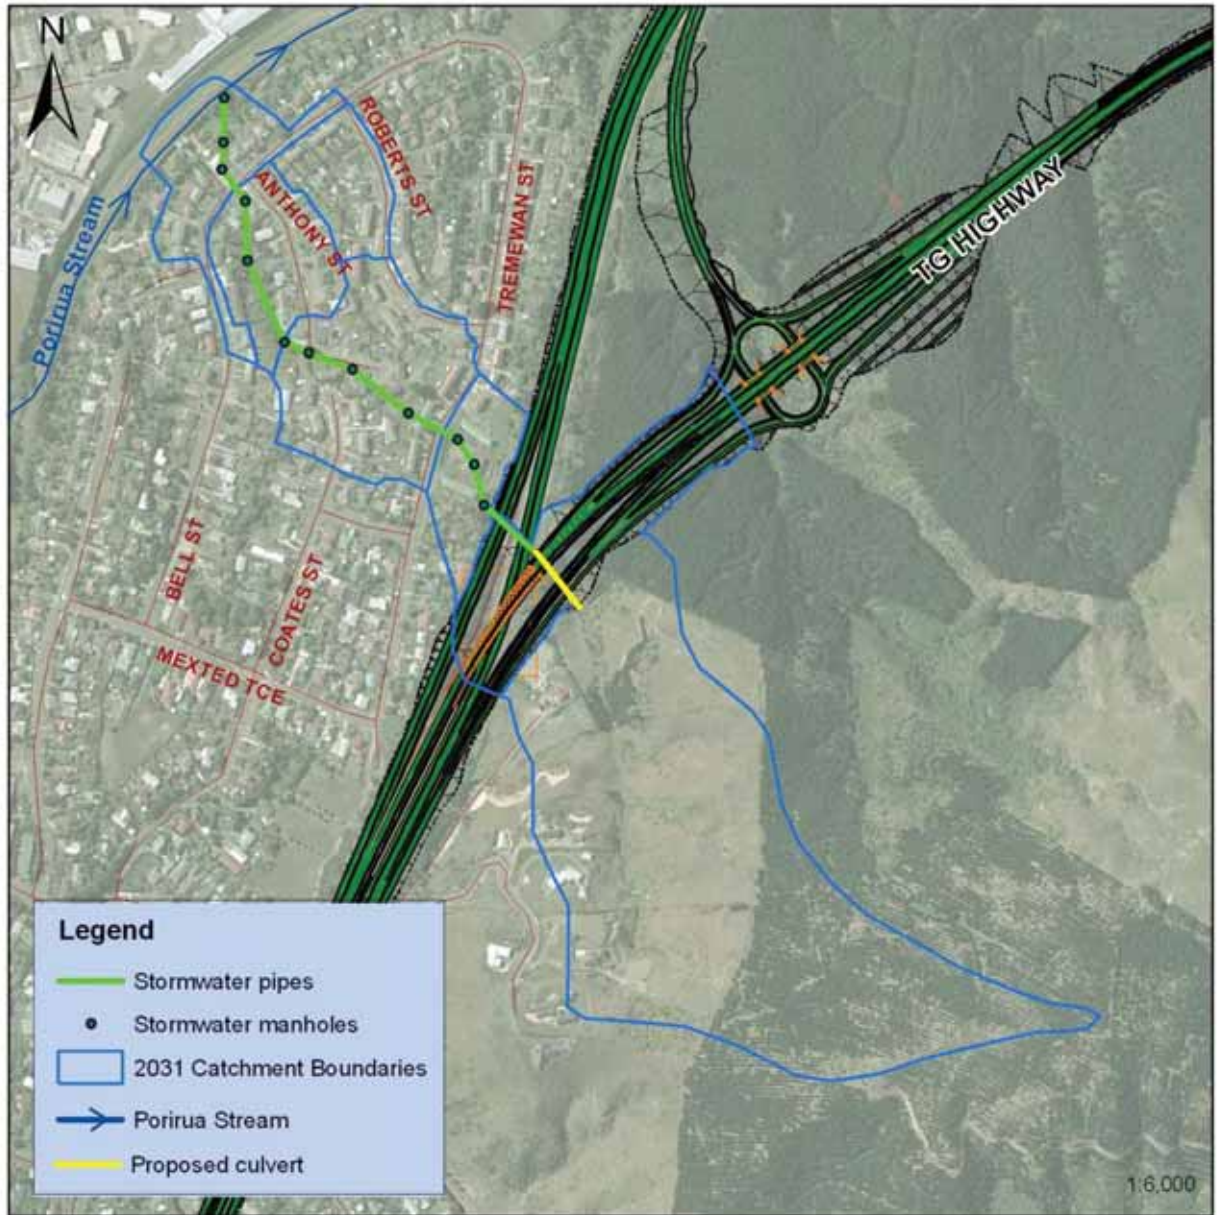 N
ROBERTS ST
ANTHONY ST
TREMEWAN ST
TG HIGHWAY
Porirua Stream
BELL ST
COATES ST
MEXTED TCE
Legend
Stormwater pipes
Stormwater manholes
2031 Catchment Boundaries
Porirua Stream
Proposed culvert
1:6,000